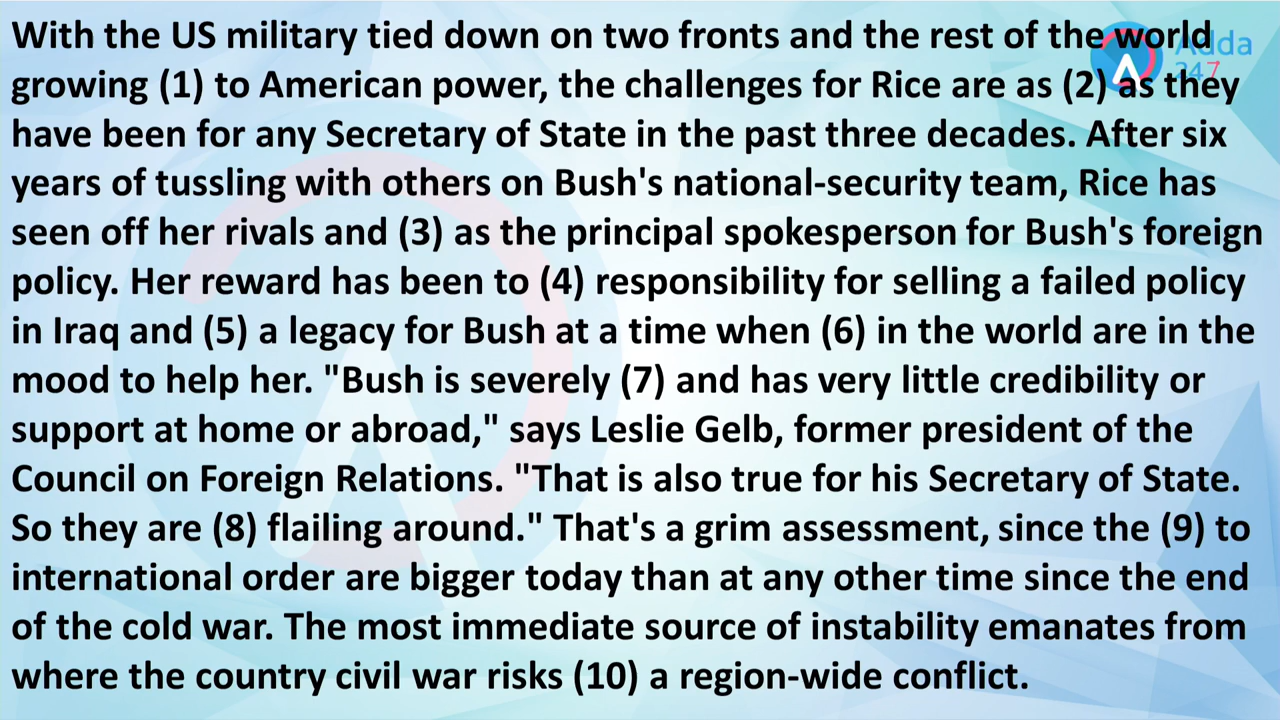 With the US military tied down on two fronts and the rest of the world
growing (1) to American power, the challenges for Rice are as (2) as they
have been for any Secretary of State in the past three decades. After six
years of tussling with others on Bush's national-security team, Rice has
seen off her rivals and (3) as the principal spokesperson for Bush's foreign
policy. Her reward has been to (4) responsibility for selling a failed policy
in Iraq and (5) a legacy for Bush at a time when (6) in the world are in the
mood to help her. "Bush is severely (7) and has very little credibility or
support at home or abroad," says Leslie Gelb, former president of the
Council on Foreign Relations. "That is also true for his Secretary of State.
So they are (8) flailing around." That's a grim assessment, since the (9) to
international order are bigger today than at any other time since the end
of the cold war. The most immediate source of instability emanates from
where the country civil war risks (10) a region-wide conflict.
Adda
247